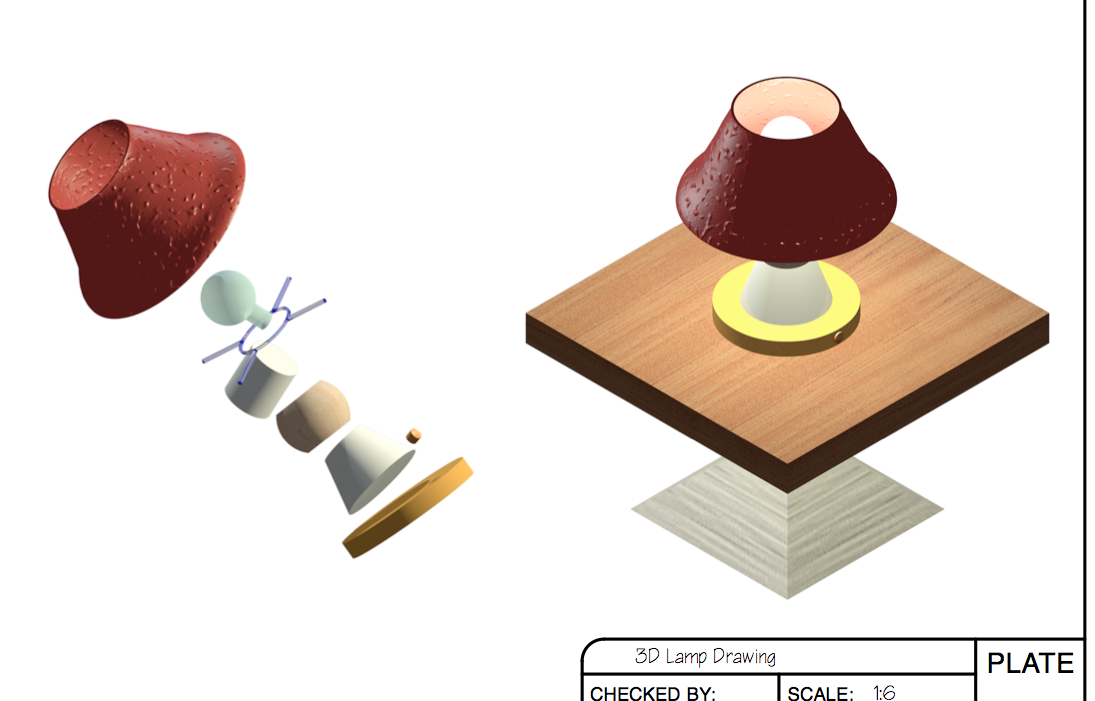 3D Lamp Drawing
PLATE
CHECKED BY:
SCALE: 1:6